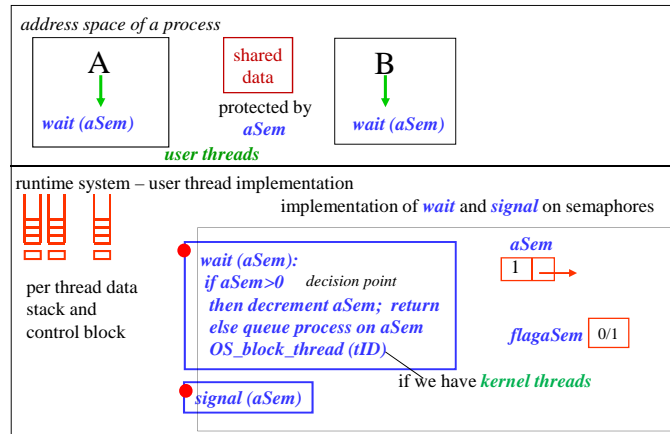 address space of a process
A
shared
data
B
wait (aSem)
protected by
aSem
wait (aSem)
user threads
runtime system – user thread implementation
implementation of wait and signal on semaphores
per thread data
stack and
control block
wait (aSem):
if aSem>0 decision point
then decrement aSem; return
else queue process on aSem
OS_block_thread (tID)
aSem
1
flagaSem 0/1
if we have kernel threads
signal (aSem)